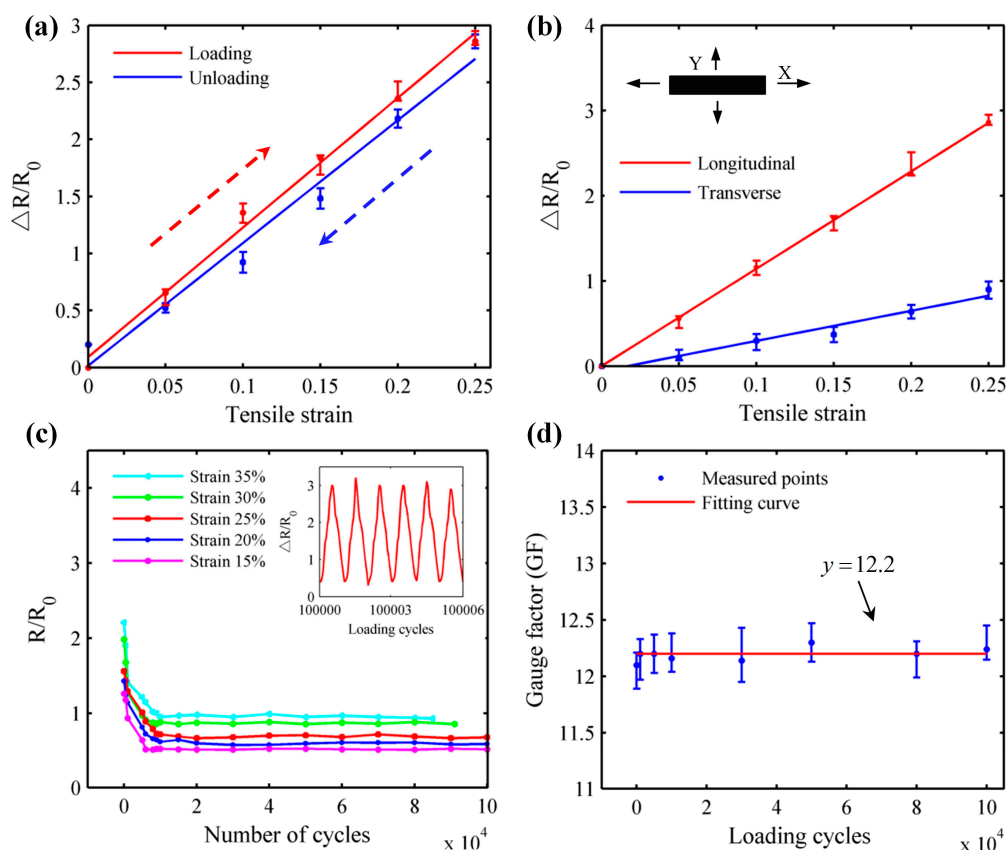 (a)
3
2.5
2
1.5
1
0.5
0
△R/R0
Loading
Unloading
0
0.05
0.1
0.15
0.2
0.25
Tensile strain
(b)
4
3
2
1
0
△R/R0
Y
X
Longitudinal
Transverse
0
0.05
0.1
0.15
0.2
0.25
Tensile strain
(c)
4
3
2
1
0
R/R0
Strain 35%
Strain 30%
Strain 25%
Strain 20%
Strain 15%
3
2
1
0
△R/R0
100000
100003
100006
Loading cycles
0
2
4
6
8
10
x 10^4
Number of cycles
(d)
14
13.5
13
12.5
12
11.5
11
Gauge factor (GF)
Measured points
Fitting curve
y = 12.2
0
2
4
6
8
10
x 10^4
Loading cycles